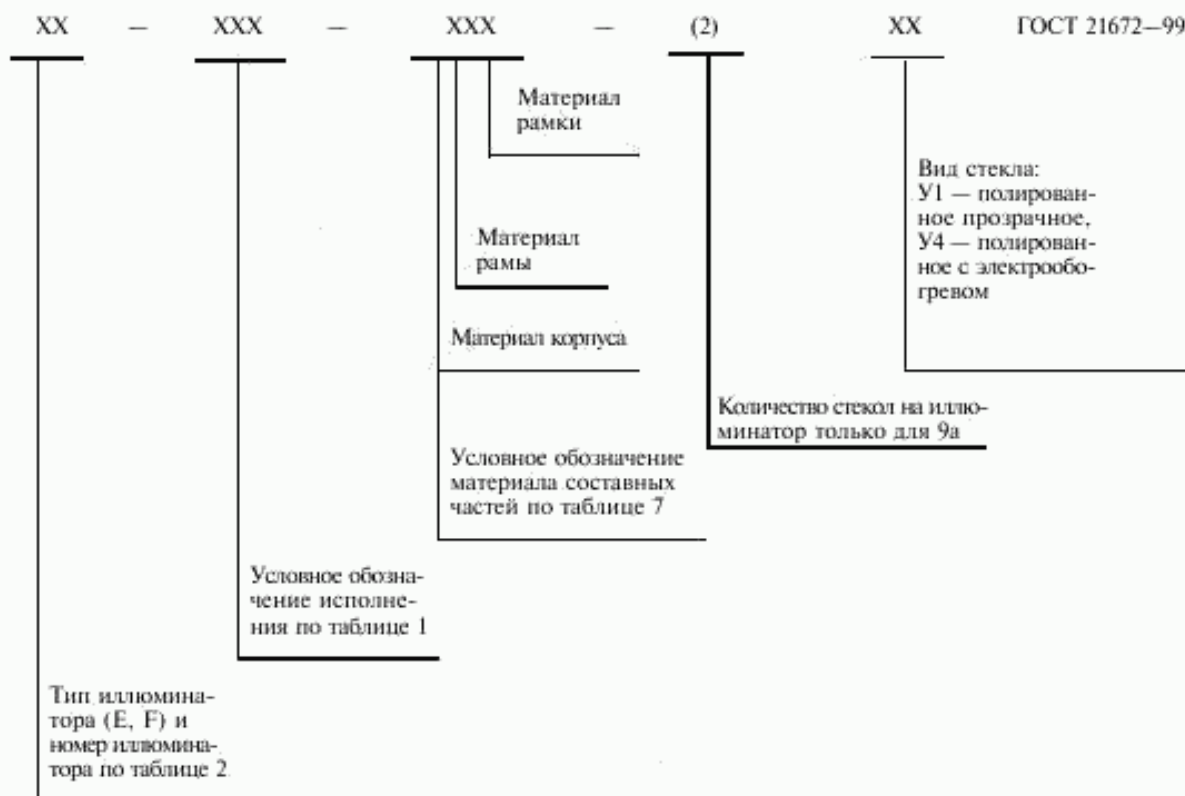 XX — XXX — XXX — (2) XX ГОСТ 21672—99
Материал
рамки
Вид стекла:
У1 — полирован-
ное прозрачное,
У4 — полирован-
ное с электрообо-
гревом
Материал
рамы
Материал корпуса
Количество стекол на иллю-
минатор только для 9а
Условное обозначение
материала составных
частей по таблице 7
Условное обозна-
чение исполне-
ния по таблице 1
Тип иллюмина-
тора (E, F) и
номер иллюмина-
тора по таблице 2